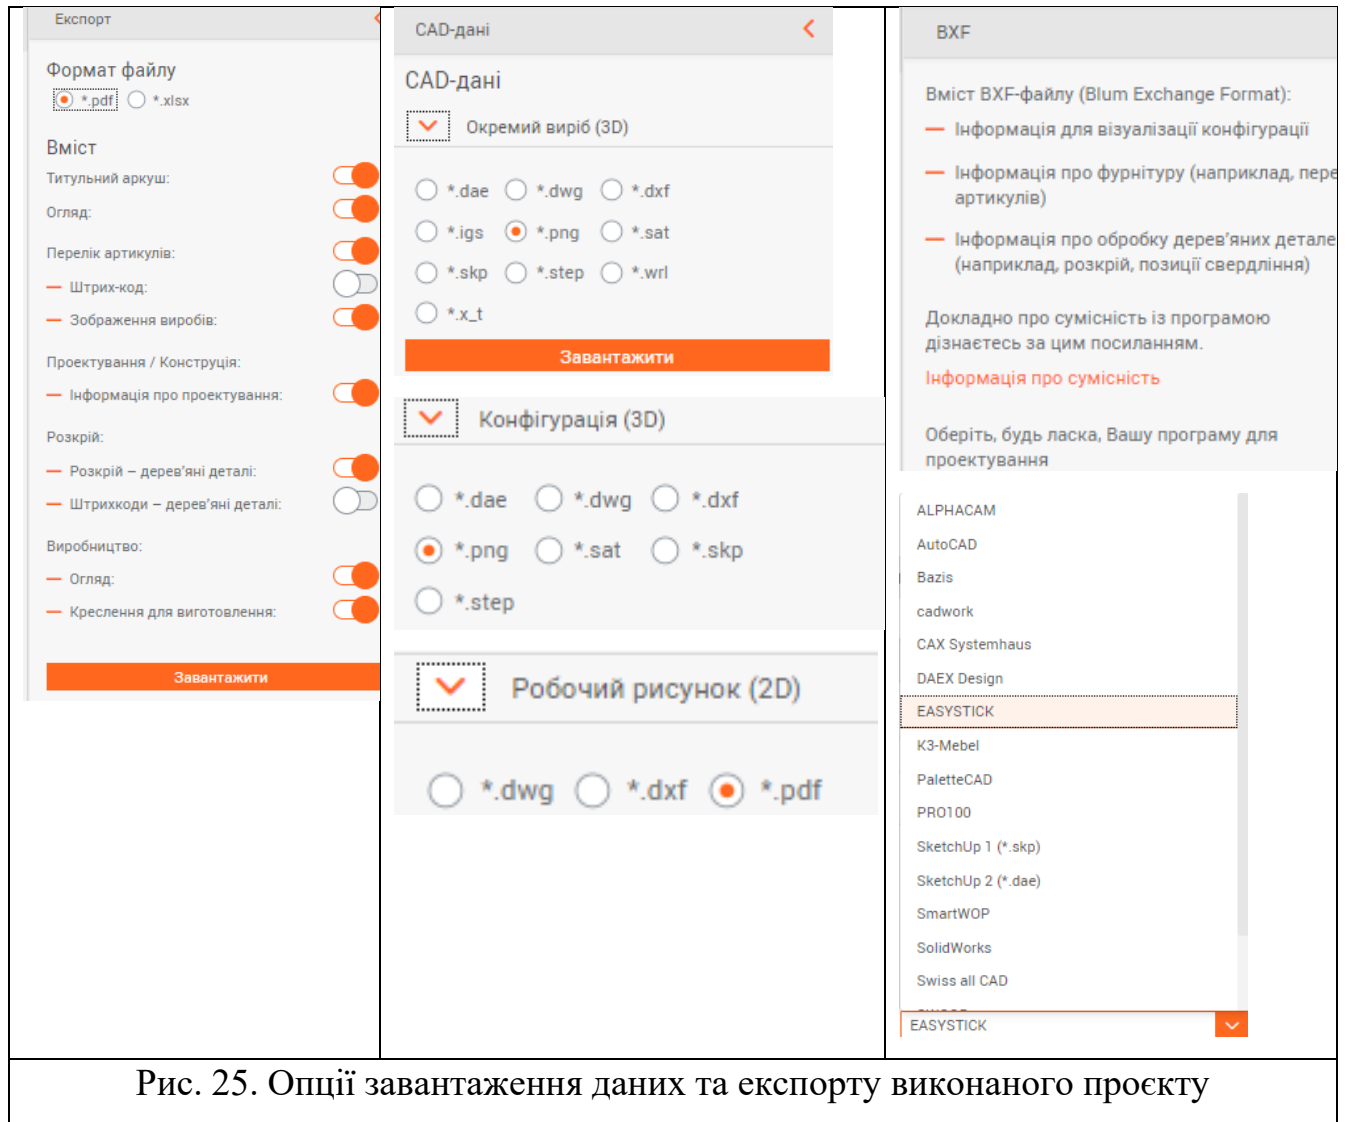 Експорт
Формат файлу
*.pdf *.xlsx
Вміст
Титульний аркуш:
Огляд:
Перелік артикулів:
Штрих-код:
Зображення виробів:
Проектування / Конструція:
Інформація про проектування:
Розкрій:
Розкрій – дерев'яні деталі:
Штрихкоди – дерев'яні деталі:
Виробництво:
Огляд:
Креслення для виготовлення:
Завантажити
CAD-дані
CAD-дані
Окремий виріб (3D)
*.dae *.dwg *.dxf
*.igs *.png *.sat
*.skp *.step *.wrl
*.x_t
Завантажити
Конфігурація (3D)
*.dae *.dwg *.dxf
*.png *.sat *.skp
*.step
Робочий рисунок (2D)
*.dwg *.dxf *.pdf
BXF
Вміст BXF-файлу (Blum Exchange Format):
Інформація для візуалізації конфігурації
Інформація про фурнітуру (наприклад, пере
артикулів)
Інформація про обробку дерев'яних детале
(наприклад, розкрій, позиції свердління)
Докладно про сумісність із програмою
дізнаєтесь за цим посиланням.
Інформація про сумісність
Оберіть, будь ласка, Вашу програму для
проектування
ALPHACAM
AutoCAD
Bazis
cadwork
CAX Systemhaus
DAEX Design
EASYSTICK
K3-Mebel
PaletteCAD
PRO100
SketchUp 1 (*.skp)
SketchUp 2 (*.dae)
SmartWOP
SolidWorks
Swiss all CAD
EASYSTICK
Рис. 25. Опції завантаження даних та експорту виконаного проєкту